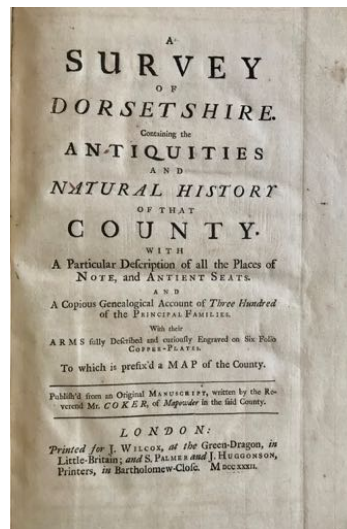 A
SURVEY
OF
DORSETSHIRE.
Containing the
ANTIQUITIES
AND
NATURAL HISTORY
OF THAT
COUNTY.
WITH
A Particular Deſcription of all the Places of
NOTE, and ANTIENT SEATS.
AND
A Copious Genealogical Account of Three Hundred
of the PRINCIPAL FAMILIES.
With their
ARMS fully Deſcribed and curiouſly Engraved on Six Folio
COPPER-PLATES.
To which is prefix'd a MAP of the County.
Publiſh'd from an Original MANUSCRIPT, written by the Re-
verend Mr. COKER, of Mapowder in the ſaid County.
LONDON:
Printed for J. WILCOX, at the Green-Dragon, in
Little-Britain; and S. PALMER and J. HUGGONSON,
Printers, in Bartholomew-Cloſe. MDCCXXXII.